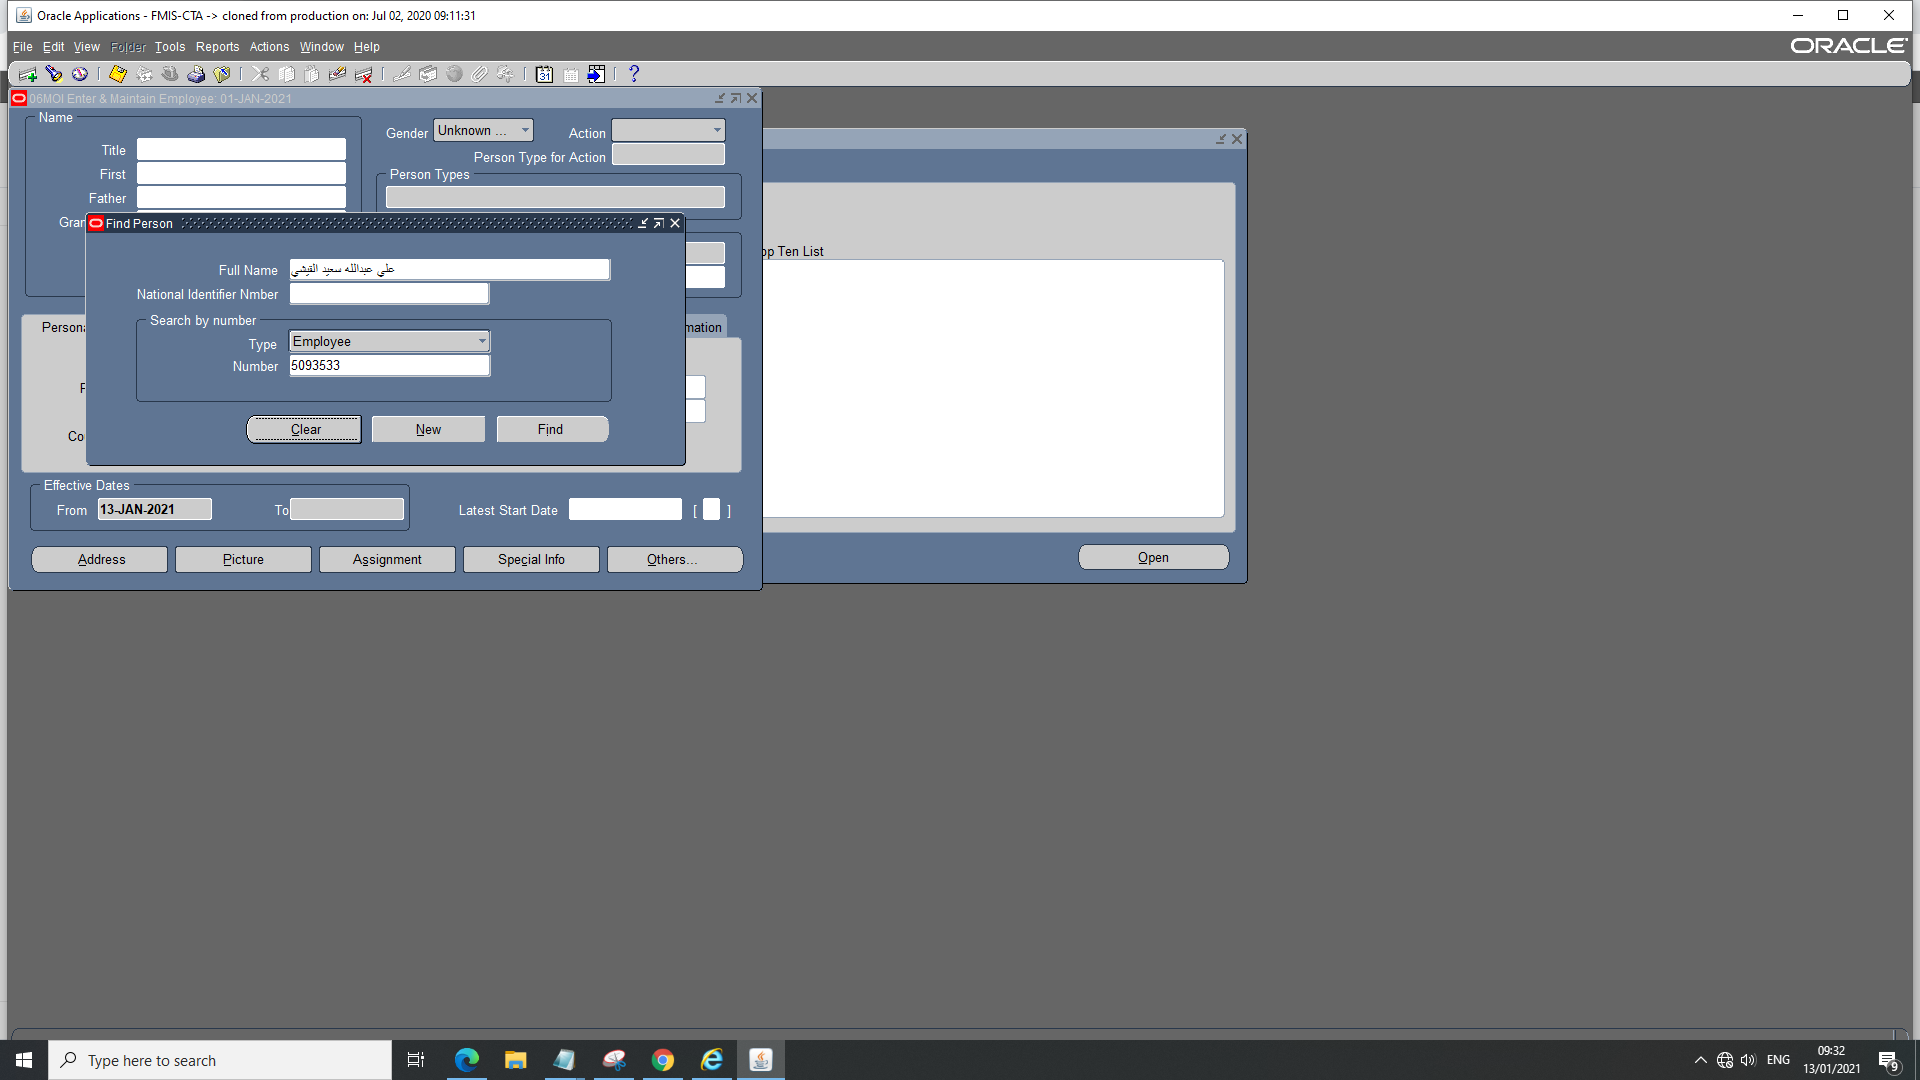 Oracle Applications - FMIS-CTA -> cloned from production on: Jul 02, 2020 09:11:31
File Edit View Folder Tools Reports Actions Window Help
ORACLE
06MOI Enter & Maintain Employee: 01-JAN-2021
Name
Title
First
Father
Gran
Gender Unknown ...
Action
Person Type for Action
Person Types
op Ten List
Find Person
Full Name علي عبدالله سعيد القيشي
National Identifier Nmber
Search by number
Type Employee
Number 5093533
Clear New Find
Persona
mation
F
Co
Effective Dates
From 13-JAN-2021 To
Latest Start Date [ ]
Address Picture Assignment Special Info Others...
Open
Type here to search
ENG
09:32
13/01/2021
9
31